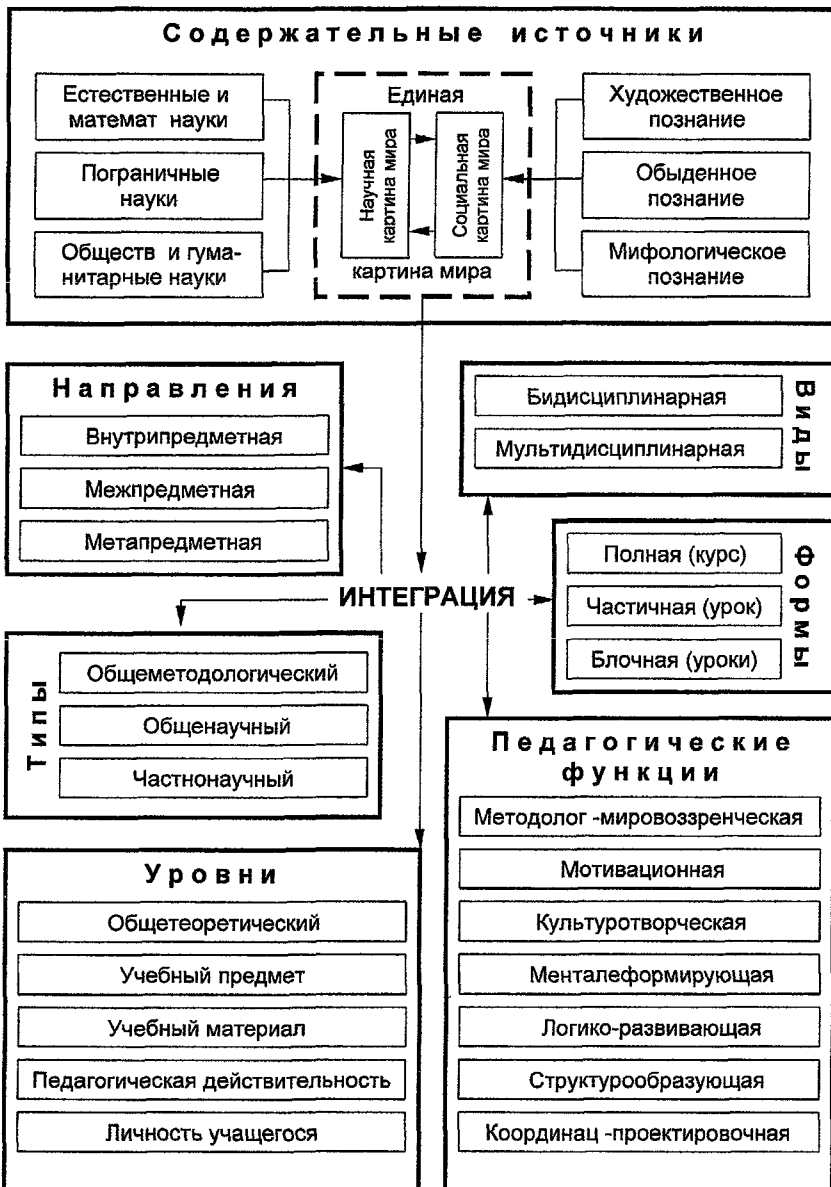 Содержательные источники
Естественные и
математ науки
Пограничные
науки
Обществ и гума-
нитарные науки
Единая
Научная
картина мира
Социальная
картина мира
картина мира
Художественное
познание
Обыденное
познание
Мифологическое
познание
Направления
Внутрипредметная
Межпредметная
Метапредметная
Виды
Бидисциплинарная
Мультидисциплинарная
Формы
Полная (курс)
Частичная (урок)
Блочная (уроки)
ИНТЕГРАЦИЯ
Типы
Общеметодологический
Общенаучный
Частнонаучный
Педагогические
функции
Методолог -мировоззренческая
Мотивационная
Культуротворческая
Менталеформирующая
Логико-развивающая
Структурообразующая
Координац -проектировочная
Уровни
Общетеоретический
Учебный предмет
Учебный материал
Педагогическая действительность
Личность учащегося